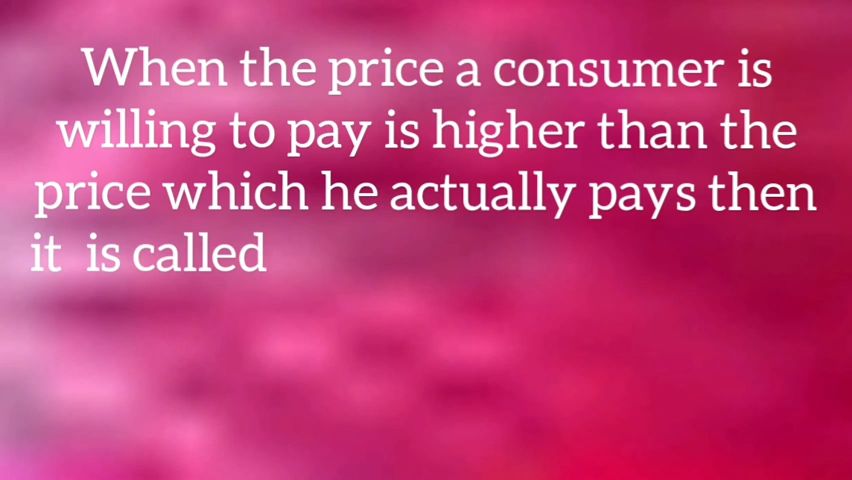 When the price a consumer is
willing to pay is higher than the
price which he actually pays then
it is called